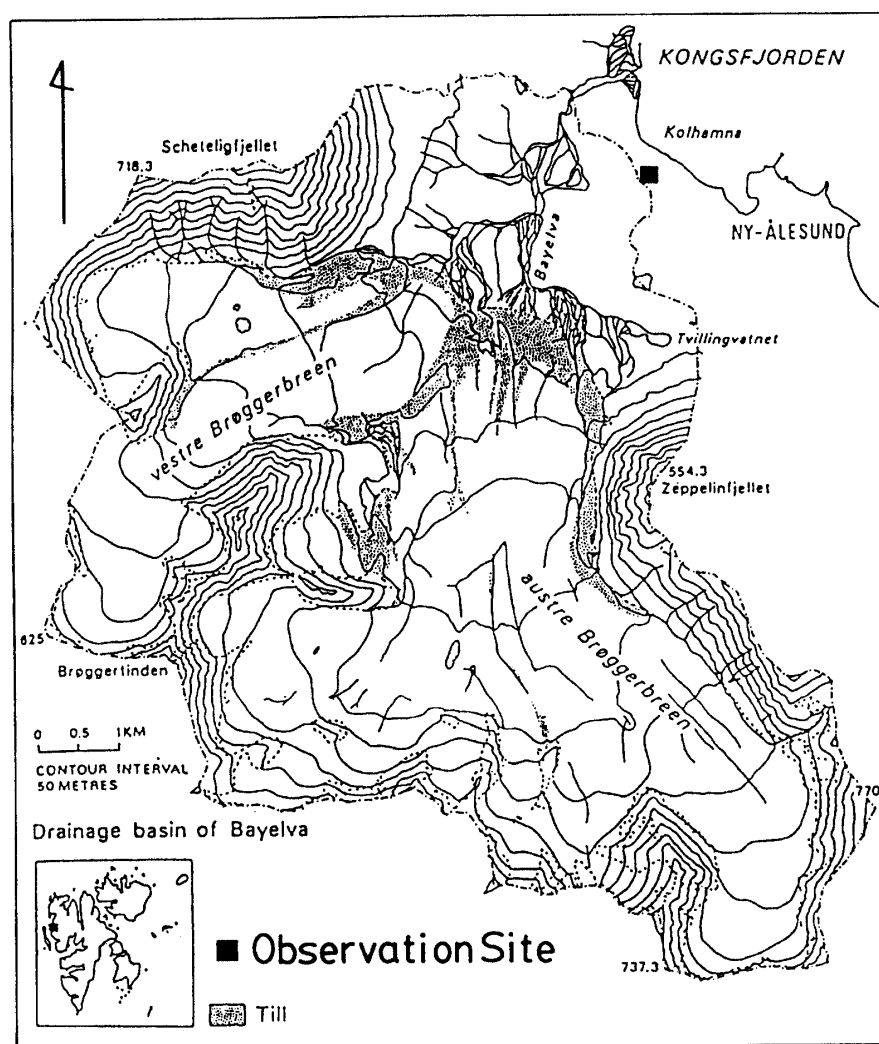 KONGSFJORDEN
Kolhamna
Scheteligfjellet
718.3
NY-ÅLESUND
Bayelva
Tvillingvatnet
vestre Brøggerbreen
554.3
Zeppelinfjellet
austre Brøggerbreen
625
Brøggertinden
0 0.5 1KM
CONTOUR INTERVAL
50 METRES
770
Drainage basin of Bayelva
Observation Site
737.3
Till